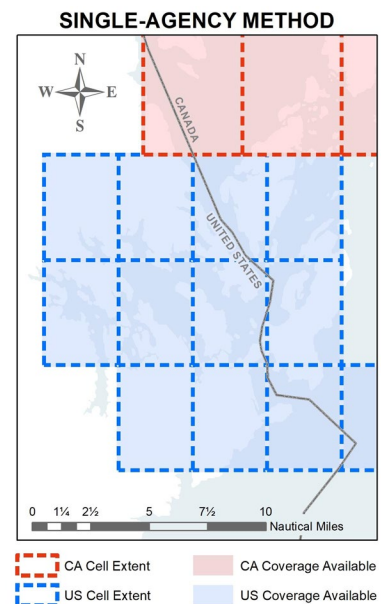 SINGLE-AGENCY METHOD
N
W E
S
CANADA
UNITED STATES
0 1¼ 2½ 5 7½ 10
Nautical Miles
CA Cell Extent CA Coverage Available
US Cell Extent US Coverage Available